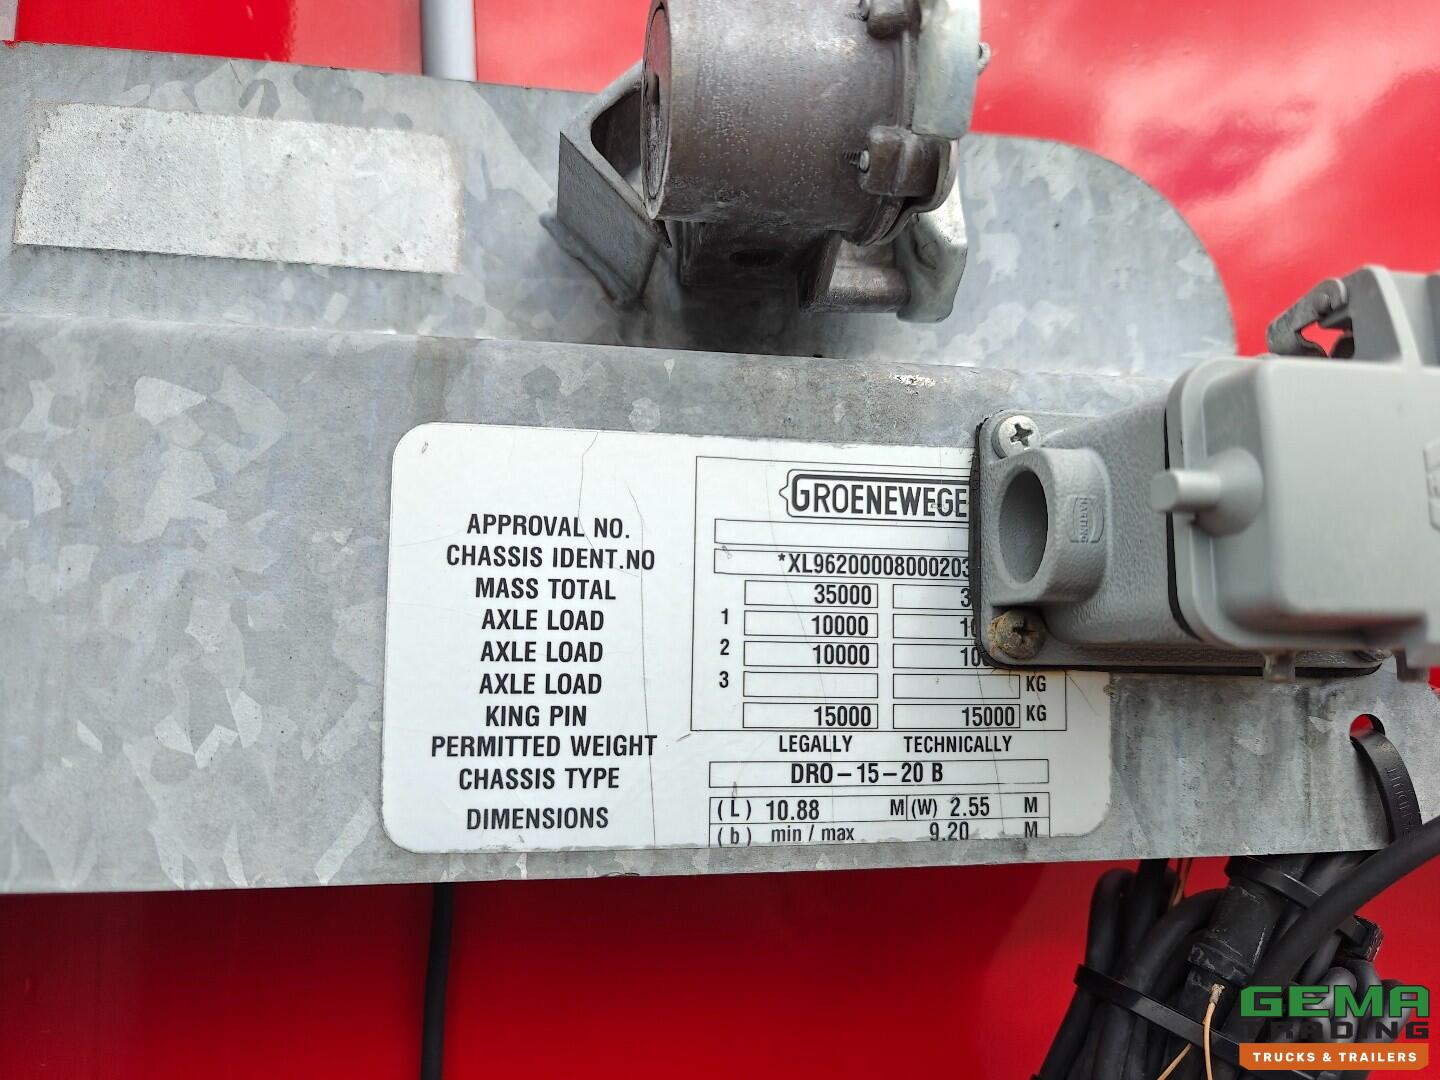 GROENEWEGE
APPROVAL NO.
CHASSIS IDENT.NO *XL96200008000203
MASS TOTAL 35000
AXLE LOAD 1 10000
AXLE LOAD 2 10000
AXLE LOAD 3 KG
KING PIN 15000 15000 KG
PERMITTED WEIGHT LEGALLY TECHNICALLY
CHASSIS TYPE DRO-15-20 B
DIMENSIONS (L) 10.88 M (W) 2.55 M
(b) min / max 9.20 M
HARTING
GEMA
TRADING
TRUCKS & TRAILERS